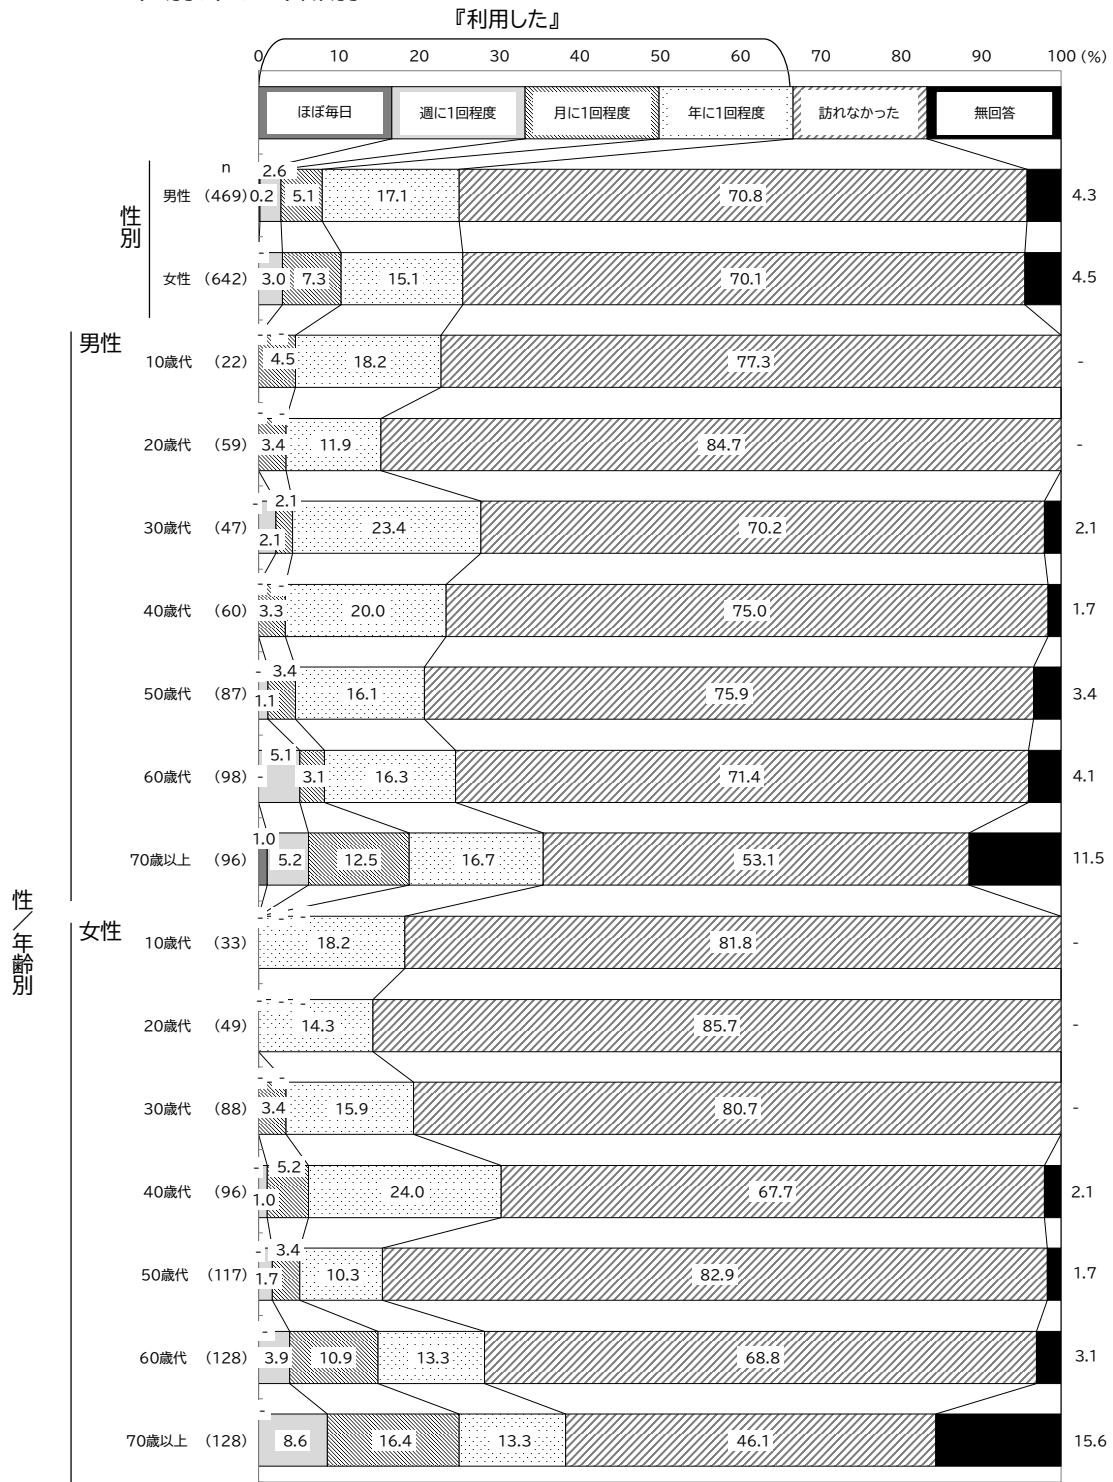 『利用した』
0 10 20 30 40 50 60 70 80 90 100 (%)
ほぼ毎日 週に1回程度 月に1回程度 年に1回程度 訪れなかった 無回答
n
性別
男性 (469) 0.2 2.6 5.1 17.1 70.8 4.3
女性 (642) - 3.0 7.3 15.1 70.1 4.5
性／年齢別
男性
10歳代 (22) - - 4.5 18.2 77.3 -
20歳代 (59) - - 3.4 11.9 84.7 -
30歳代 (47) - 2.1 2.1 23.4 70.2 2.1
40歳代 (60) - - 3.3 20.0 75.0 1.7
50歳代 (87) - 1.1 3.4 16.1 75.9 3.4
60歳代 (98) - 5.1 3.1 16.3 71.4 4.1
70歳以上 (96) 1.0 5.2 12.5 16.7 53.1 11.5
女性
10歳代 (33) - - - 18.2 81.8 -
20歳代 (49) - - - 14.3 85.7 -
30歳代 (88) - - 3.4 15.9 80.7 -
40歳代 (96) - 1.0 5.2 24.0 67.7 2.1
50歳代 (117) - 1.7 3.4 10.3 82.9 1.7
60歳代 (128) - 3.9 10.9 13.3 68.8 3.1
70歳以上 (128) - 8.6 16.4 13.3 46.1 15.6